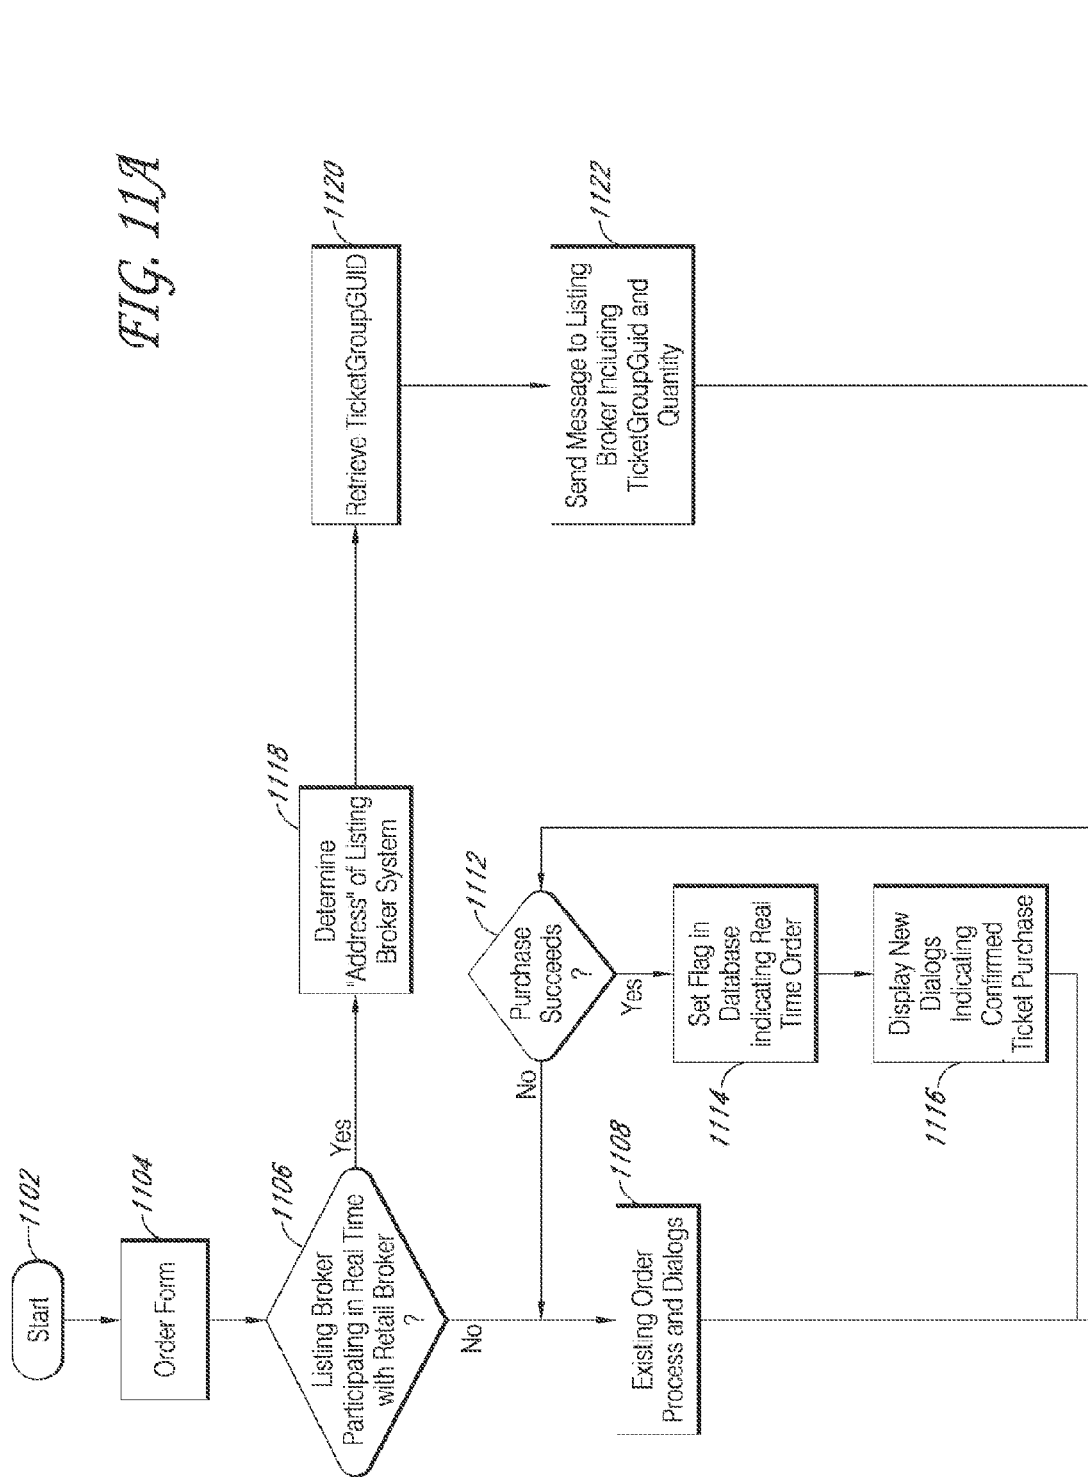 FIG. 11A
1102
Start
1104
Order Form
1106
Listing Broker
Participating in Real Time
with Retail Broker
?
Yes
No
1118
Determine
"Address" of Listing
Broker System
1120
Retrieve TicketGroupGUID
1122
Send Message to Listing
Broker Including
TicketGroupGuid and
Quantity
1112
Purchase
Succeeds
?
No
Yes
1108
Existing Order
Process and Dialogs
1114
Set Flag in
Database
indicating Real
Time Order
1116
Display New
Dialogs
Indicating
Confirmed
Ticket Purchase